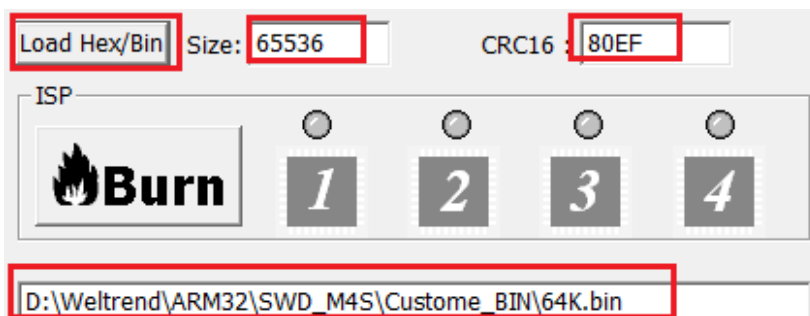 Load Hex/Bin Size: 65536 CRC16 : 80EF
ISP
Burn 1 2 3 4
D:\Weltrend\ARM32\SWD_M4S\Custome_BIN\64K.bin